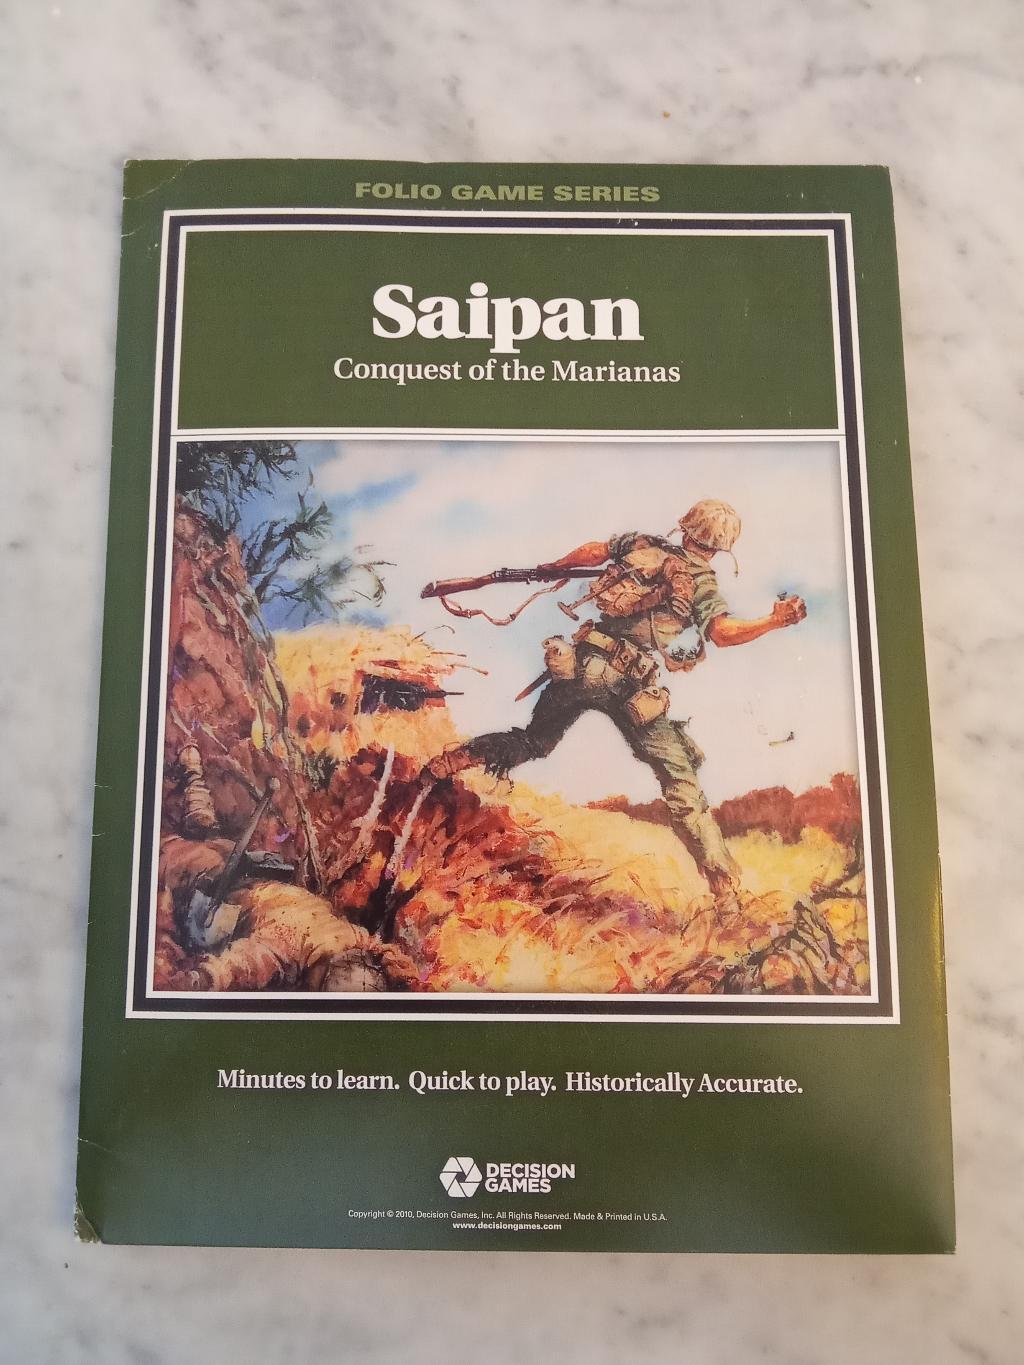 FOLIO GAME SERIES
Saipan
Conquest of the Marianas
Minutes to learn. Quick to play. Historically Accurate.
DECISION
GAMES
Copyright © 2010, Decision Games, Inc. All Rights Reserved. Made & Printed in U.S.A.
www.decisiongames.com